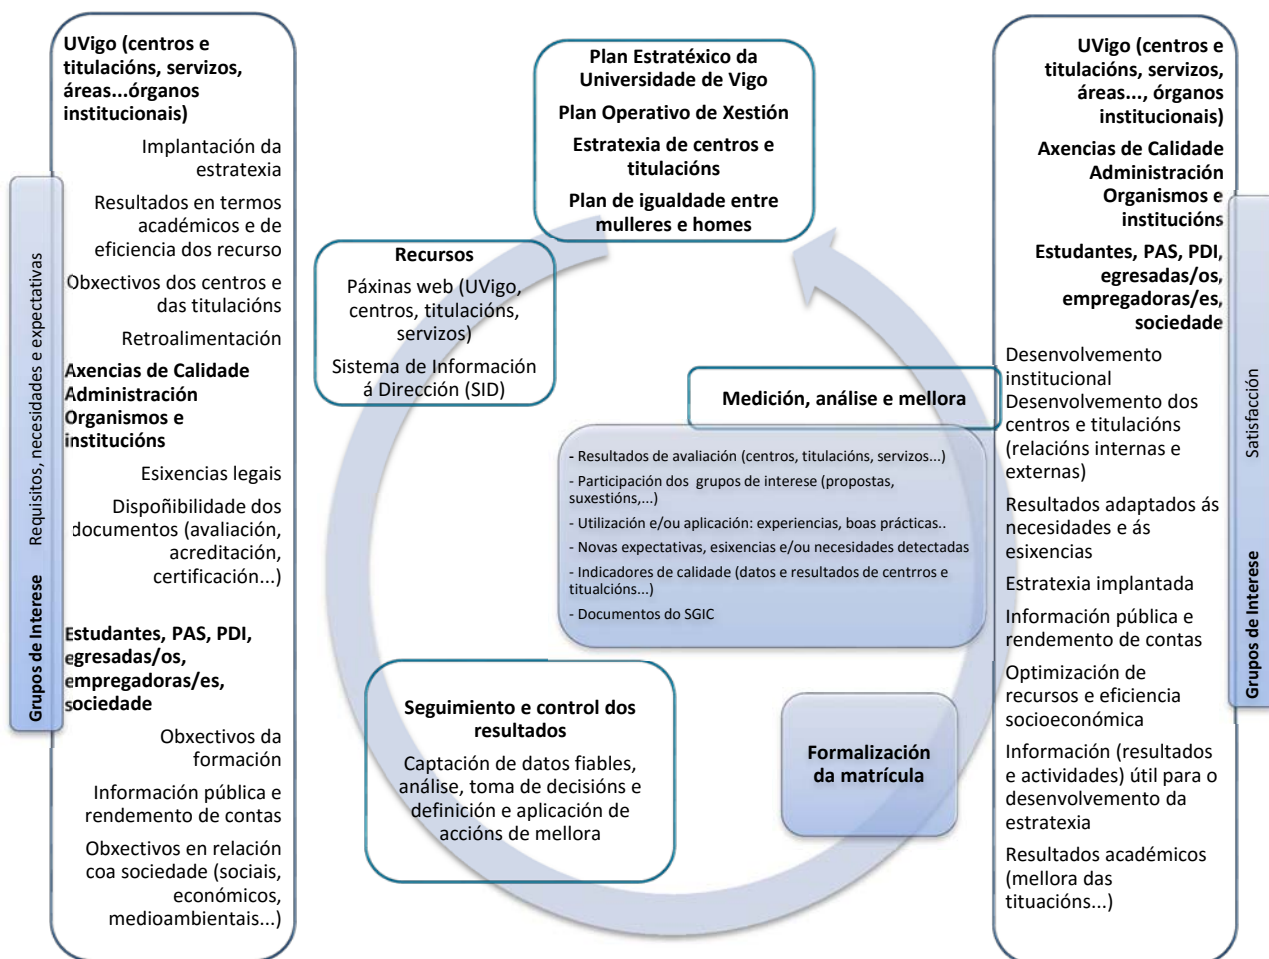 UVigo (centros e
titulacións, servizos,
áreas...órganos
institucionais)
Implantación da
estratexia
Resultados en termos
académicos e de
eficiencia dos recurso
Obxectivos dos centros e
das titulacións
Retroalimentación
Axencias de Calidade
Administración
Organismos e
institucións
Esixencias legais
Dispoñibilidade dos
documentos (avaliación,
acreditación,
certificación...)
Estudantes, PAS, PDI,
egresadas/os,
empregadoras/es,
sociedade
Obxectivos da
formación
Información pública e
rendemento de contas
Obxectivos en relación
coa sociedade (sociais,
económicos,
medioambientais...)
Grupos de Interese Requisitos, necesidades e expectativas
Plan Estratéxico da
Universidade de Vigo
Plan Operativo de Xestión
Estratexia de centros e
titulacións
Plan de igualdade entre
mulleres e homes
Recursos
Páxinas web (UVigo,
centros, titulacións,
servizos)
Sistema de Información
á Dirección (SID)
Medición, análise e mellora
- Resultados de avaliación (centros, titulacións, servizos...)
- Participación dos grupos de interese (propostas,
suxestións,...)
- Utilización e/ou aplicación: experiencias, boas prácticas..
- Novas expectativas, esixencias e/ou necesidades detectadas
- Indicadores de calidade (datos e resultados de centrros e
titualcións...)
- Documentos do SGIC
Seguimiento e control dos
resultados
Captación de datos fiables,
análise, toma de decisións e
definición e aplicación de
accións de mellora
Formalización
da matrícula
UVigo (centros e
titulacións, servizos,
áreas..., órganos
institucionais)
Axencias de Calidade
Administración
Organismos e
institucións
Estudantes, PAS, PDI,
egresadas/os,
empregadoras/es,
sociedade
Desenvolvemento
institucional
Desenvolvemento dos
centros e titulacións
(relacións internas e
externas)
Resultados adaptados ás
necesidades e ás
esixencias
Estratexia implantada
Información pública e
rendemento de contas
Optimización de
recursos e eficiencia
socioeconómica
Información (resultados
e actividades) útil para o
desenvolvemento da
estratexia
Resultados académicos
(mellora das
tituacións...)
Grupos de Interese Satisfacción